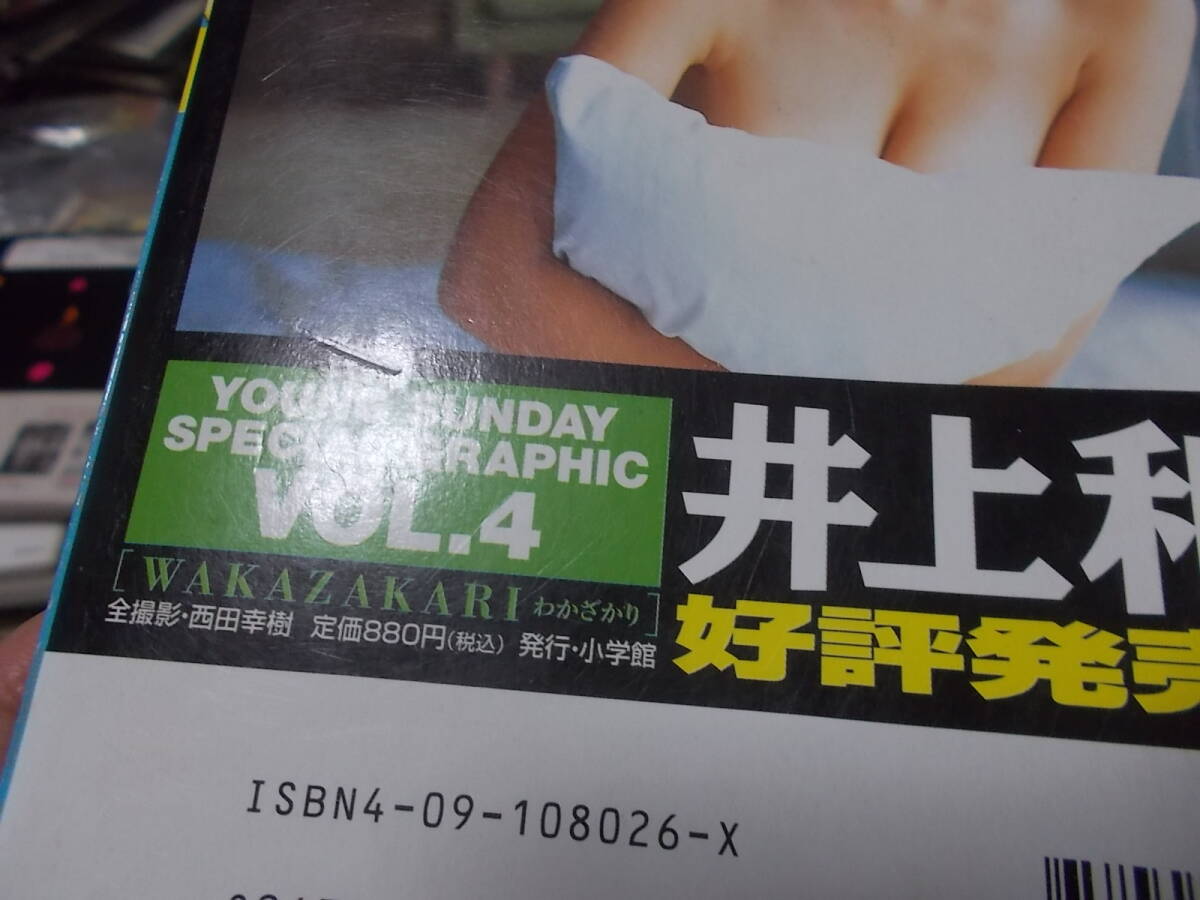 YOUNG SUNDAY
SPECIAL GRAPHIC
VOL.4
[WAKAZAKARI わかざかり]
全撮影・西田幸樹 定価880円(税込) 発行・小学館
井上
好評発売
ISBN4-09-108026-X